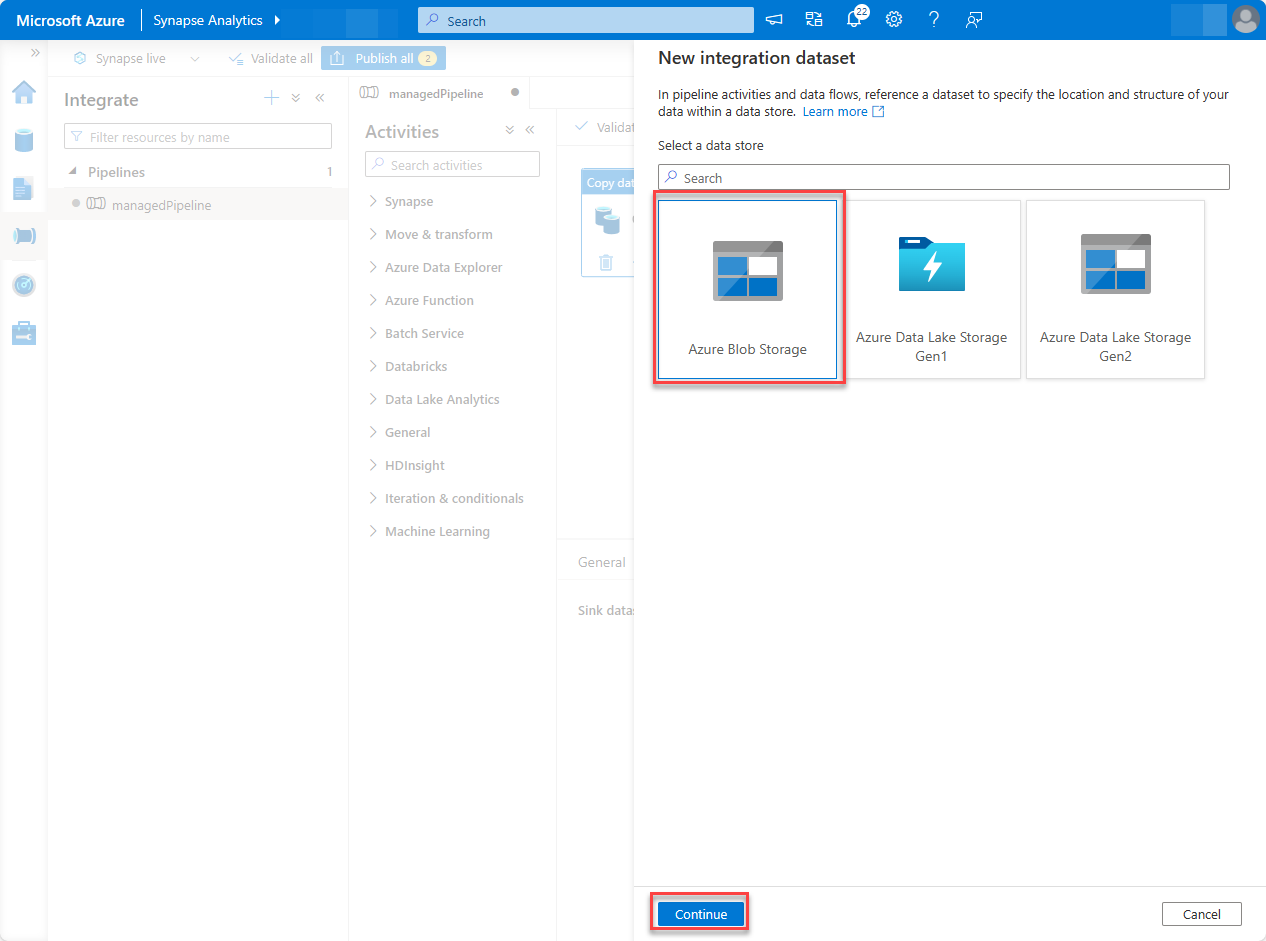 Microsoft Azure
Synapse Analytics
Search
22
Synapse live
Validate all
Publish all
2
Integrate
Filter resources by name
Pipelines
1
managedPipeline
managedPipeline
Activities
Search activities
Synapse
Move & transform
Azure Data Explorer
Azure Function
Batch Service
Databricks
Data Lake Analytics
General
HDInsight
Iteration & conditionals
Machine Learning
Validat
Copy dat
General
Sink datas
New integration dataset
In pipeline activities and data flows, reference a dataset to specify the location and structure of your
data within a data store. Learn more
Select a data store
Search
Azure Blob Storage
Azure Data Lake Storage
Gen1
Azure Data Lake Storage
Gen2
Continue
Cancel